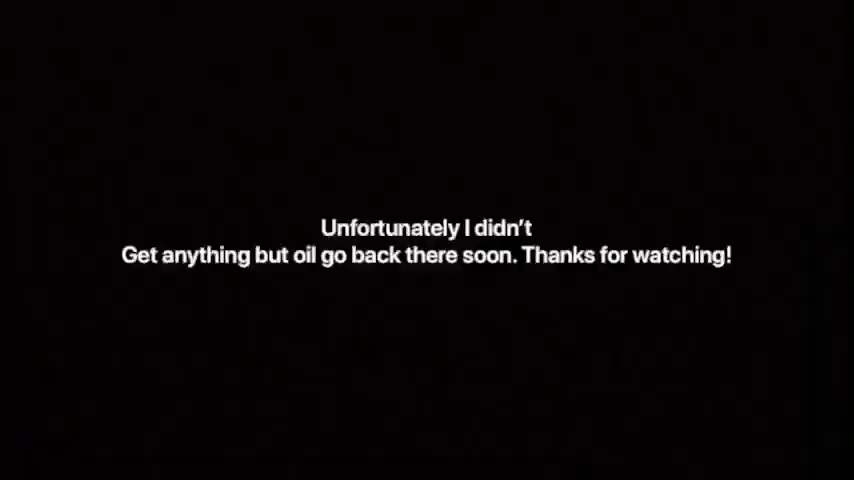 Unfortunately I didn’t
Get anything but oil go back there soon. Thanks for watching!